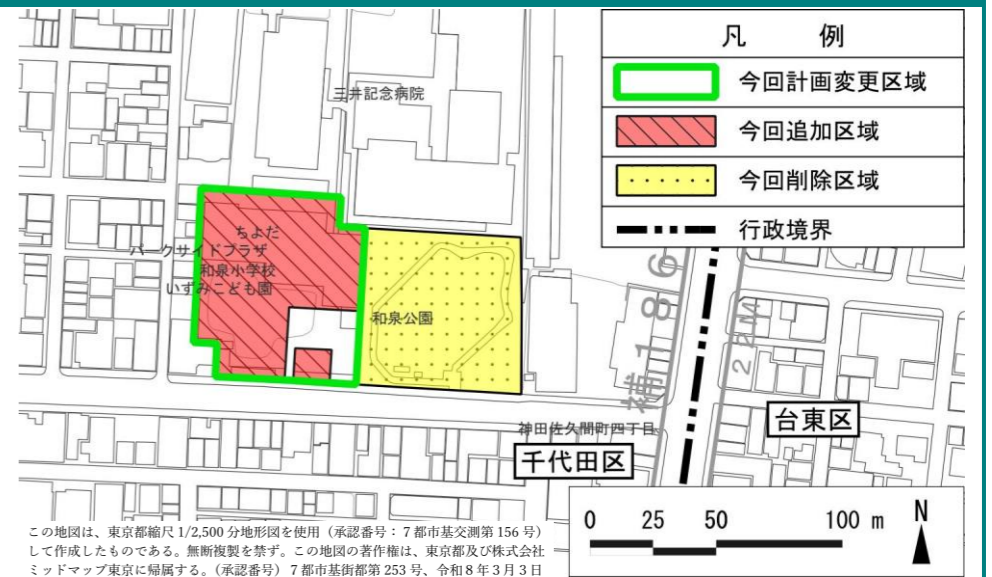 凡 例
今回計画変更区域
今回追加区域
今回削除区域
行政境界
三井記念病院
ちよだ
パークサイドプラザ
和泉小学校
いずみこども園
和泉公園
補186
22M
神田佐久間町四丁目
千代田区
台東区
0 25 50 100 m
N
この地図は、東京都縮尺 1/2,500 分地形図を使用（承認番号：７都市基交測第 156 号）
して作成したものである。無断複製を禁ず。この地図の著作権は、東京都及び株式会社
ミッドマップ東京に帰属する。（承認番号）７都市基街都第 253 号、令和８年３月３日